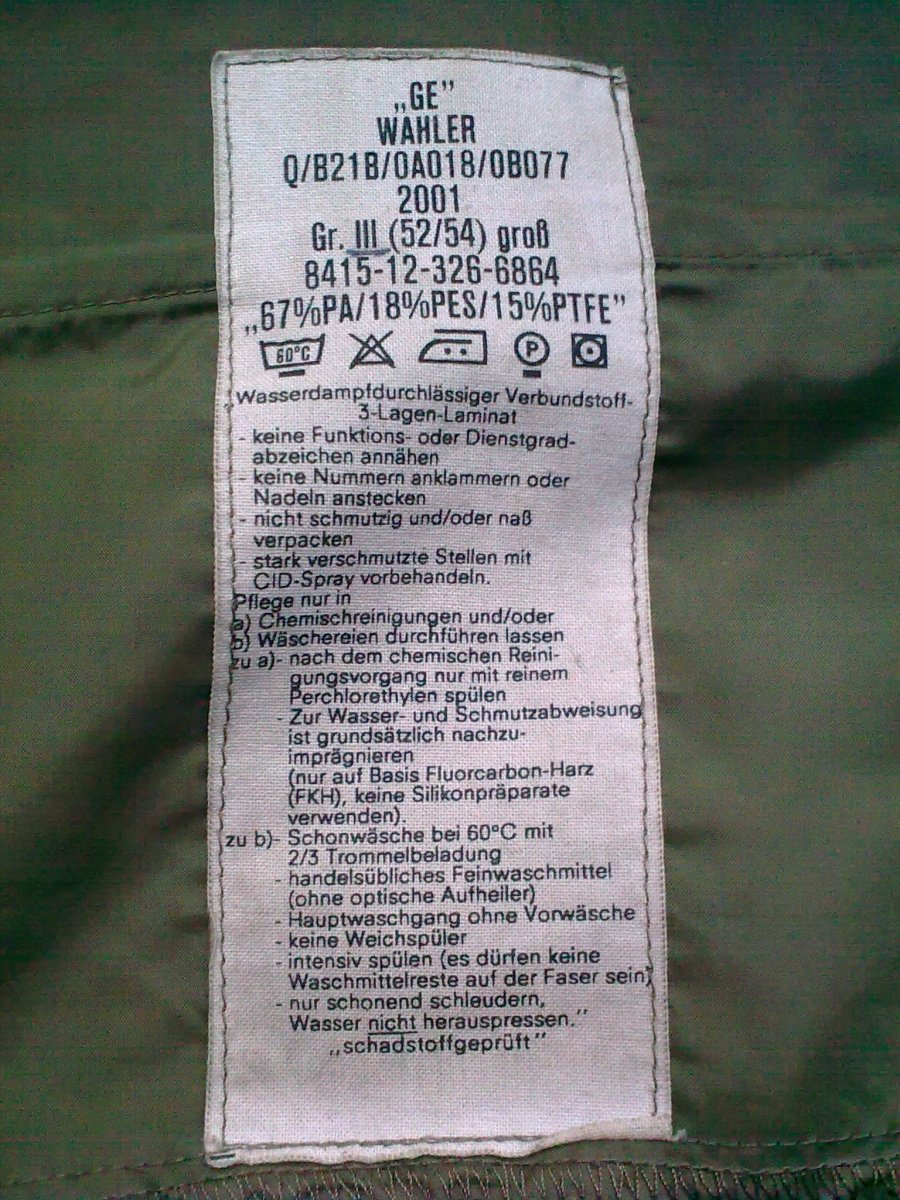 „GE”
WAHLER
Q/B21B/0A018/0B077
2001
Gr. III (52/54) groß
8415-12-326-6864
„67%PA/18%PES/15%PTFE”
60°C P
„Wasserdampfdurchlässiger Verbundstoff-
3-Lagen-Laminat
- keine Funktions- oder Dienstgrad-
abzeichen annähen
- keine Nummern anklammern oder
Nadeln anstecken
- nicht schmutzig und/oder naß
verpacken
- stark verschmutzte Stellen mit
CID-Spray vorbehandeln.
Pflege nur in
a) Chemischreinigungen und/oder
b) Wäschereien durchführen lassen
zu a)- nach dem chemischen Reini-
gungsvorgang nur mit reinem
Perchlorethylen spülen
- Zur Wasser- und Schmutzabweisung
ist grundsätzlich nachzu-
imprägnieren
(nur auf Basis Fluorcarbon-Harz
(FKH), keine Silikonpräparate
verwenden).
zu b)- Schonwäsche bei 60°C mit
2/3 Trommelbeladung
- handelsübliches Feinwaschmittel
(ohne optische Aufheller)
- Hauptwaschgang ohne Vorwäsche
- keine Weichspüler
- intensiv spülen (es dürfen keine
Waschmittelreste auf der Faser sein)
- nur schonend schleudern,
Wasser nicht herauspressen.”
„schadstoffgeprüft”